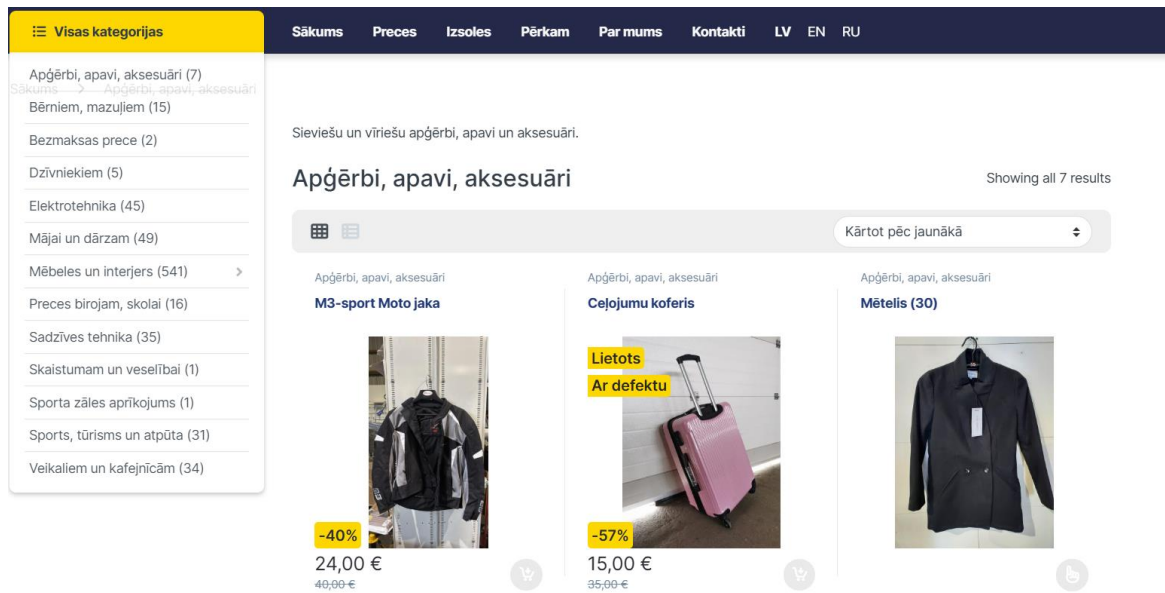 Visas kategorijas
Sākums Preces Izsoles Pērkam Par mums Kontakti LV EN RU
Apģērbi, apavi, aksesuāri (7)
Sākums > Apģērbi, apavi, aksesuāri
Bērniem, mazuļiem (15)
Bezmaksas prece (2)
Dzīvniekiem (5)
Elektrotehnika (45)
Mājai un dārzam (49)
Mēbeles un interjers (541)
Preces birojam, skolai (16)
Sadzīves tehnika (35)
Skaistumam un veselībai (1)
Sporta zāles aprīkojums (1)
Sports, tūrisms un atpūta (31)
Veikaliem un kafejnīcām (34)
Sieviešu un vīriešu apģērbi, apavi un aksesuāri.
Apģērbi, apavi, aksesuāri
Showing all 7 results
Kārtot pēc jaunākā
Apģērbi, apavi, aksesuāri
M3-sport Moto jaka
-40%
24,00 €
40,00 €
Apģērbi, apavi, aksesuāri
Ceļojumu koferis
Lietots
Ar defektu
-57%
15,00 €
35,00 €
Apģērbi, apavi, aksesuāri
Mētelis (30)